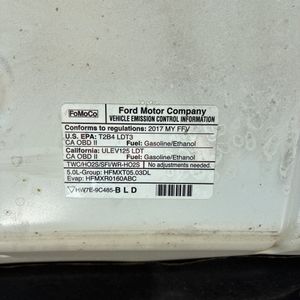 FoMoCo
Ford Motor Company
VEHICLE EMISSION CONTROL INFORMATION
Conforms to regulations: 2017 MY FFV
U.S. EPA: T2B4 LDT3
CA OBD II Fuel: Gasoline/Ethanol
California: ULEV125 LDT
CA OBD II Fuel: Gasoline/Ethanol
TWC/HO2S/SFI/WR-HO2S No adjustments needed.
5.0L-Group: HFMXT05.03DL
Evap: HFMXR0160ABC
HW7E-9C485-BLD